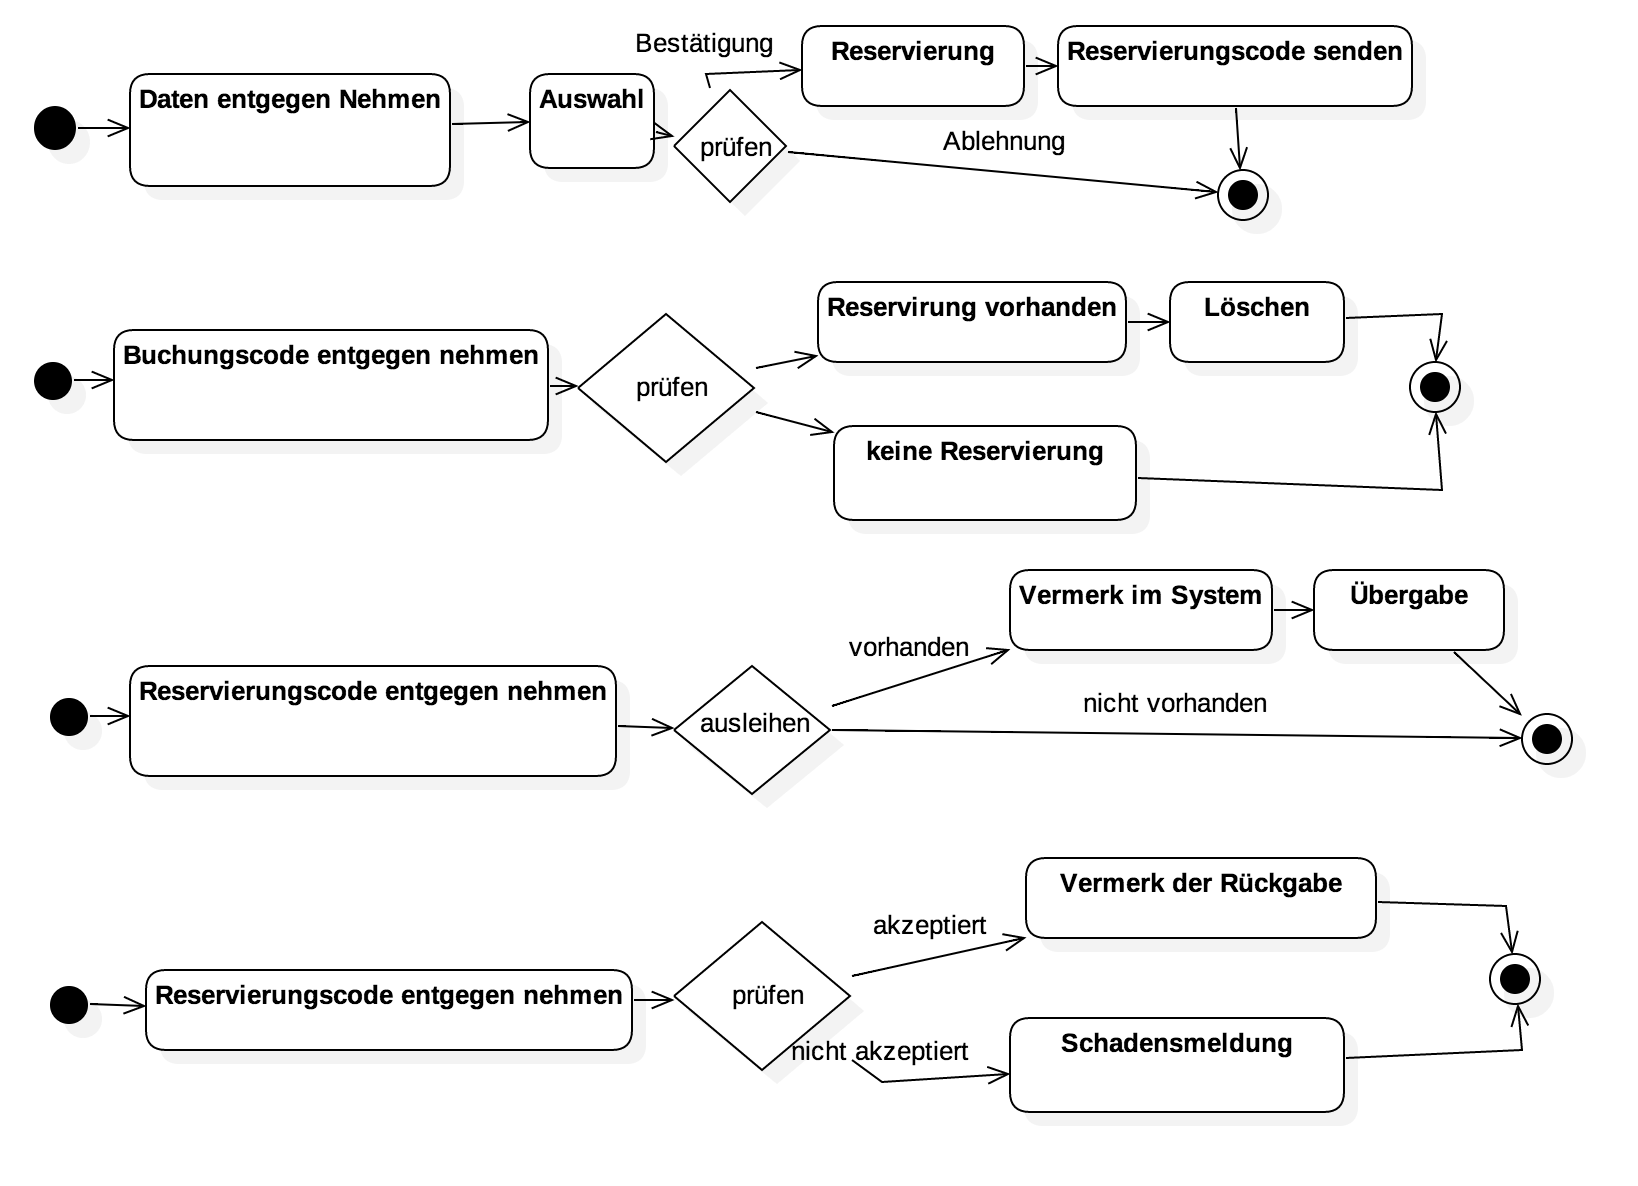 Bestätigung
Reservierung
Reservierungscode senden
Daten entgegen Nehmen
Auswahl
prüfen
Ablehnung
Reservirung vorhanden
Löschen
Buchungscode entgegen nehmen
prüfen
keine Reservierung
Vermerk im System
Übergabe
vorhanden
Reservierungscode entgegen nehmen
ausleihen
nicht vorhanden
Vermerk der Rückgabe
akzeptiert
Reservierungscode entgegen nehmen
prüfen
nicht akzeptiert
Schadensmeldung